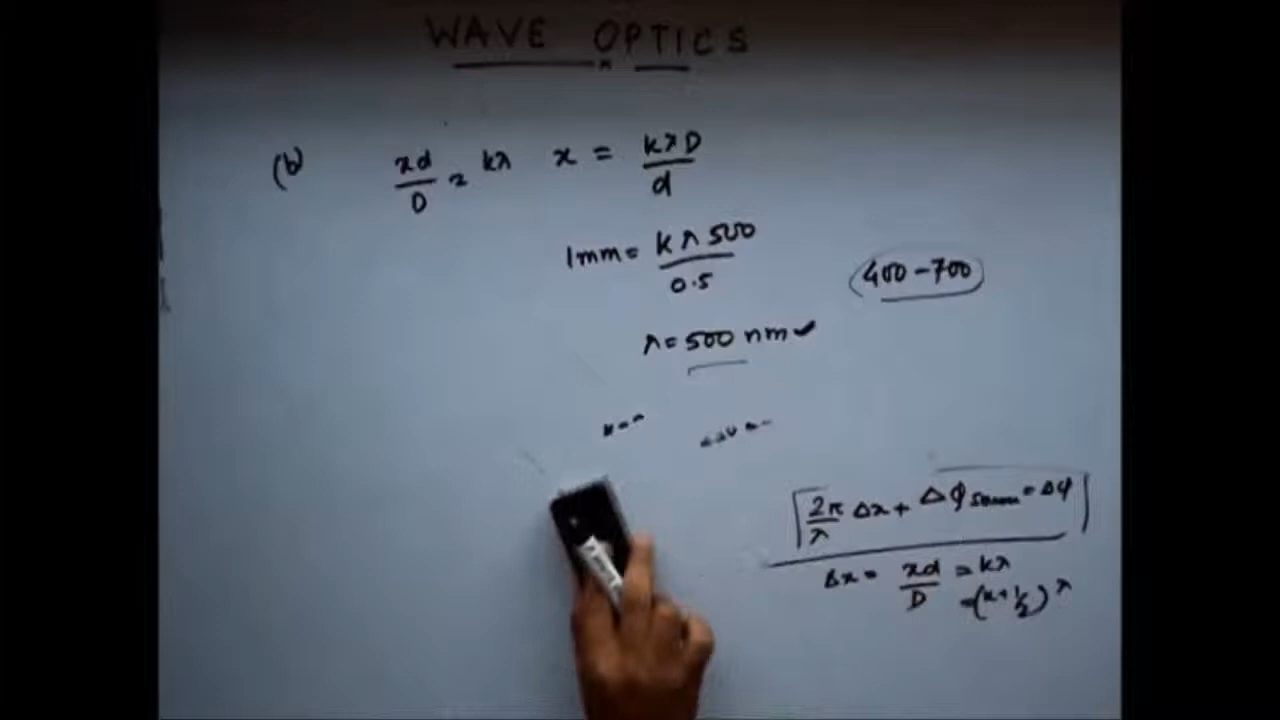 WAVE OPTICS
(b) xd/D = kλ x = kλD/d
1mm = kλ500/0.5
400-700
λ = 500 nm ✓
2π/λ Δx + Δφ = Δφ
Δx = xd/D = kλ
=(k+1/2)λ